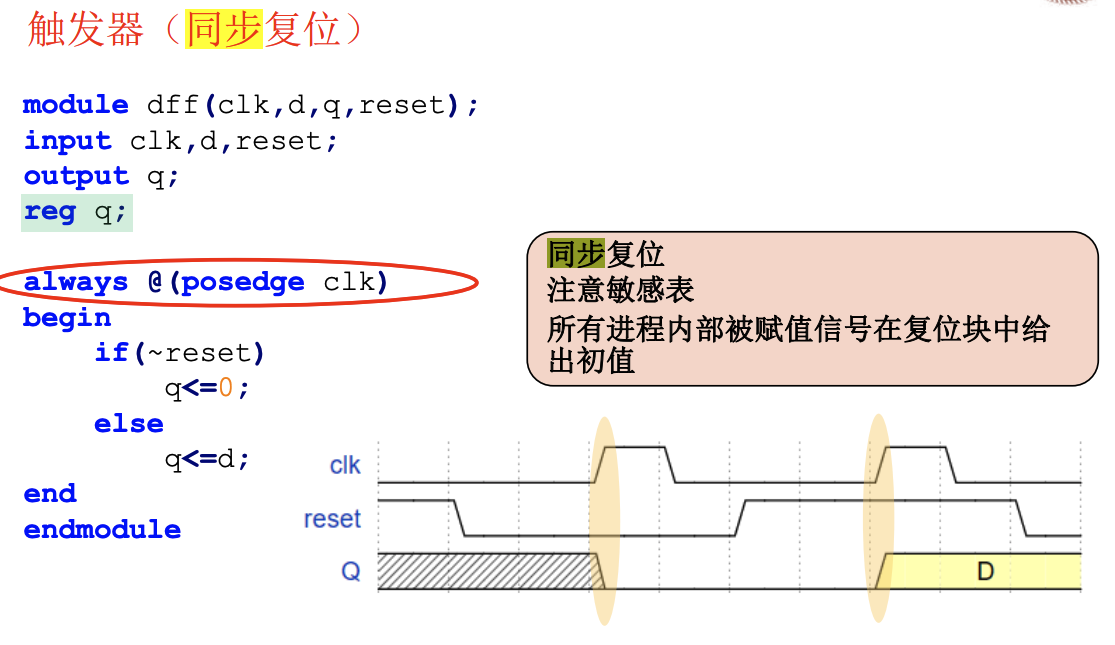 触发器（同步复位）
module dff(clk,d,q,reset);
input clk,d,reset;
output q;
reg q;
always @(posedge clk)
begin
if(~reset)
q<=0;
else
q<=d;
end
endmodule
同步复位
注意敏感表
所有进程内部被赋值信号在复位块中给
出初值
clk
reset
Q
D